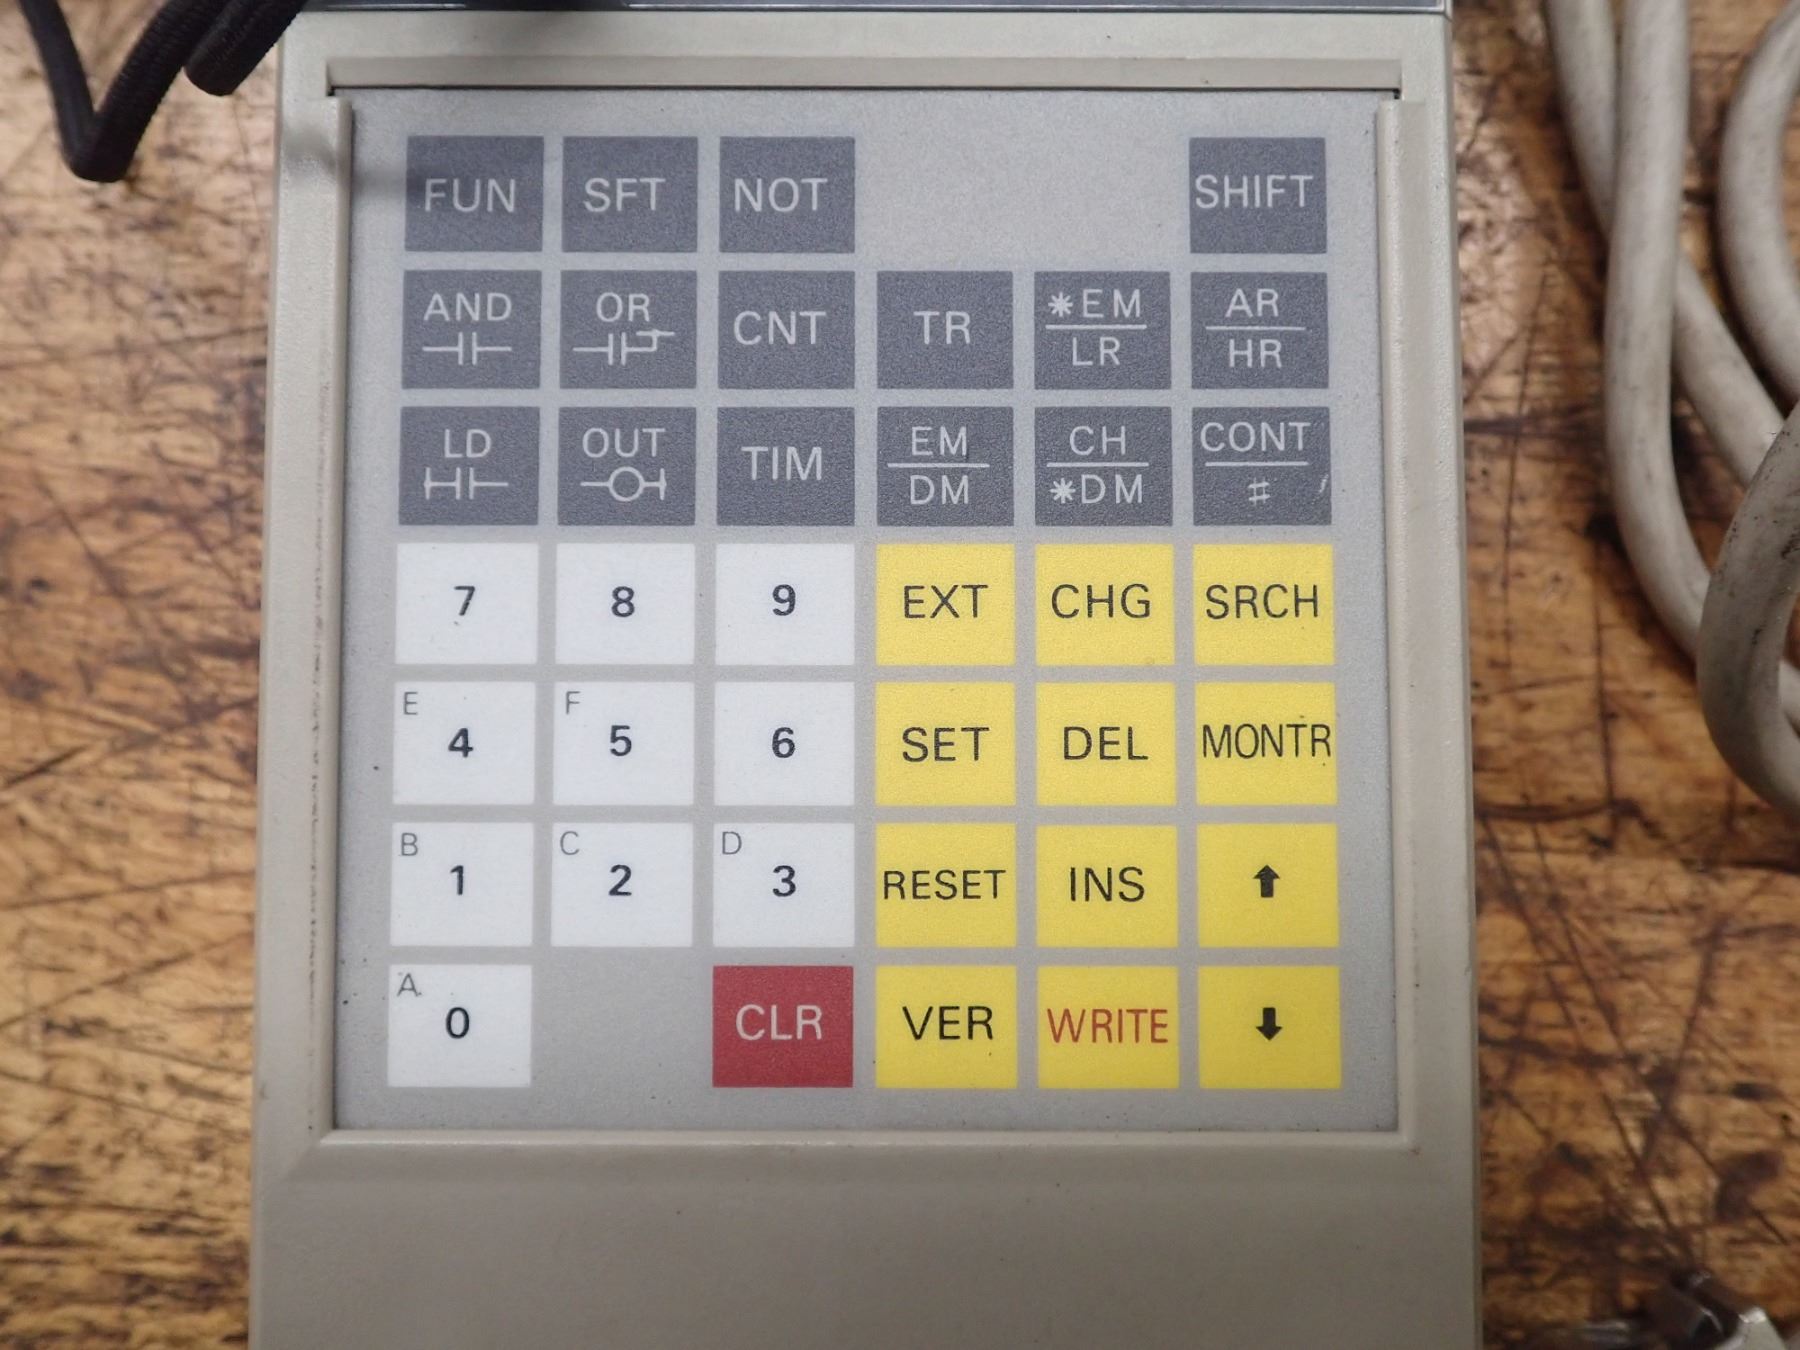 FUN SFT NOT SHIFT
AND OR CNT TR *EM AR
LR HR
LD OUT TIM EM CH CONT
DM *DM #
7 8 9 EXT CHG SRCH
E F
4 5 6 SET DEL MONTR
B C D
1 2 3 RESET INS ↑
A
0 CLR VER WRITE ↓